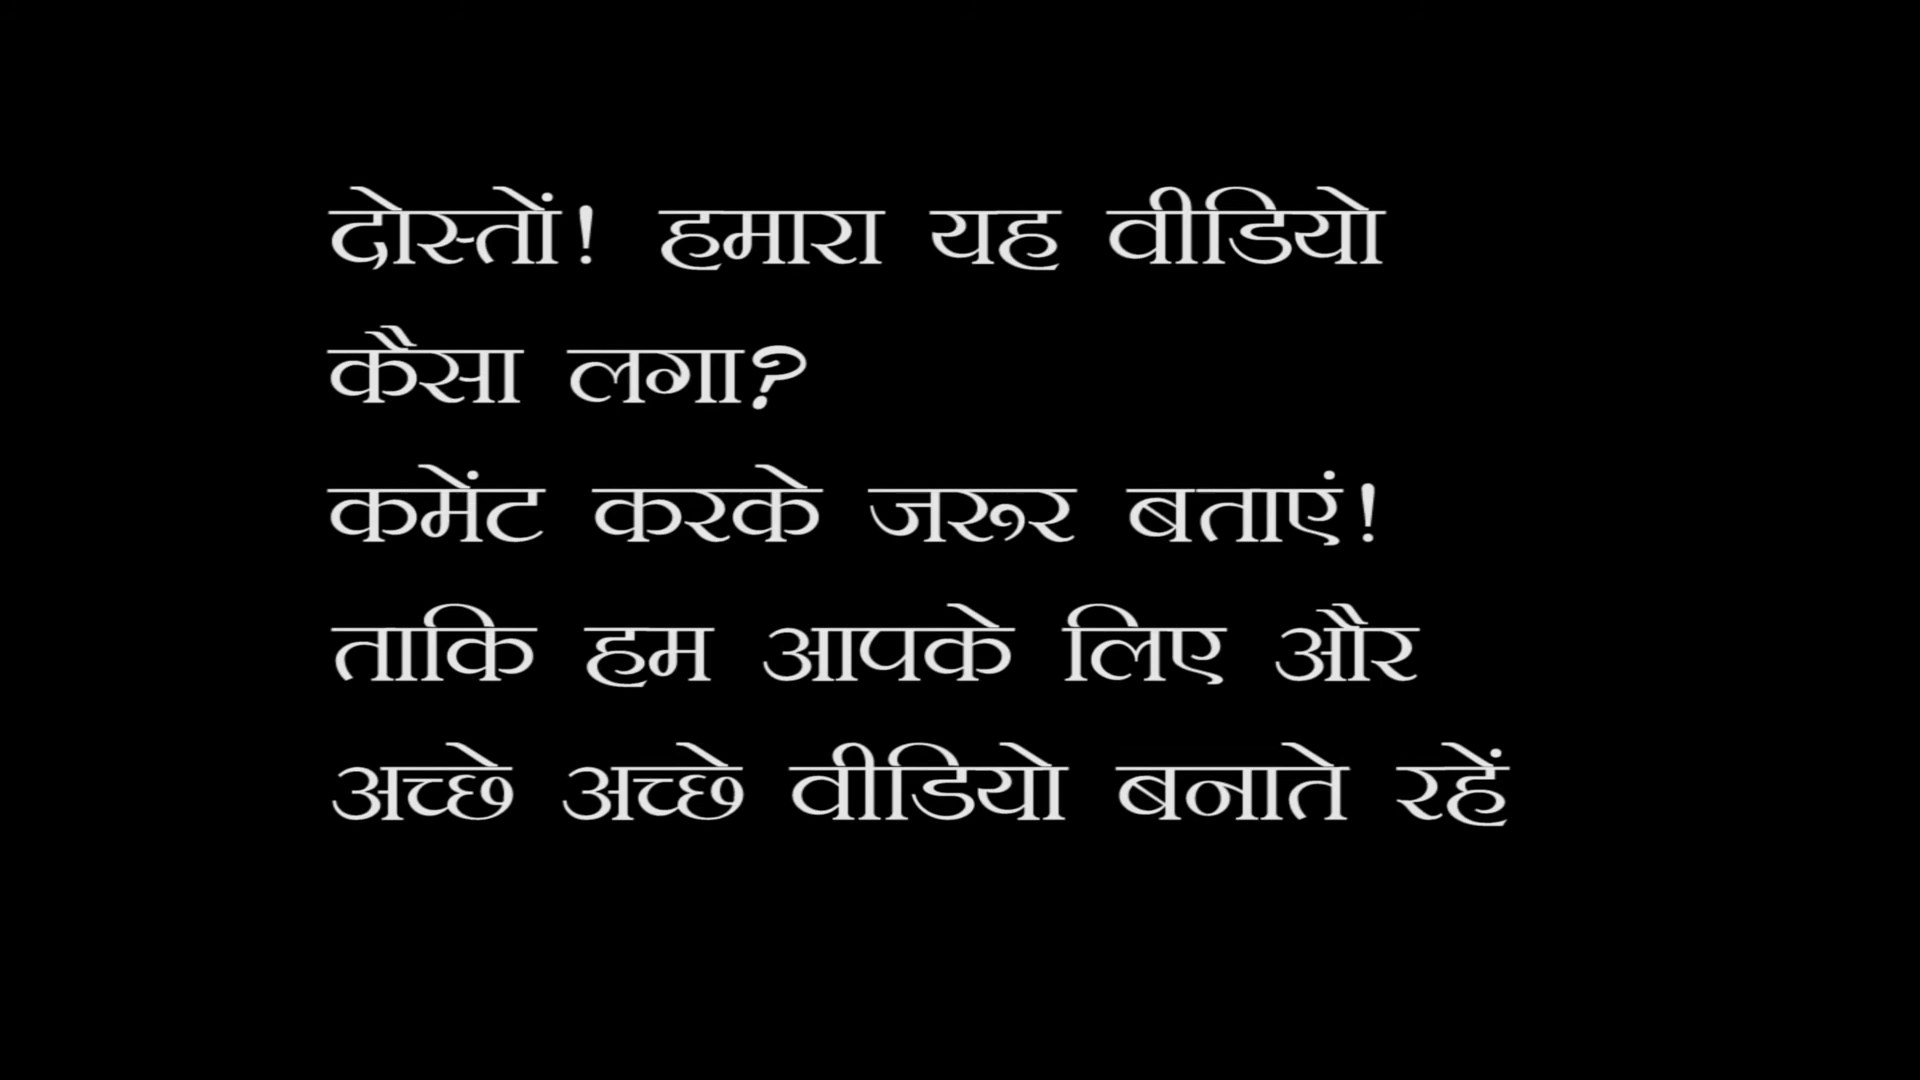 दोस्तों! हमारा यह वीडियो
कैसा लगा?
कमेंट करके जरूर बताएं!
ताकि हम आपके लिए और
अच्छे अच्छे वीडियो बनाते रहें